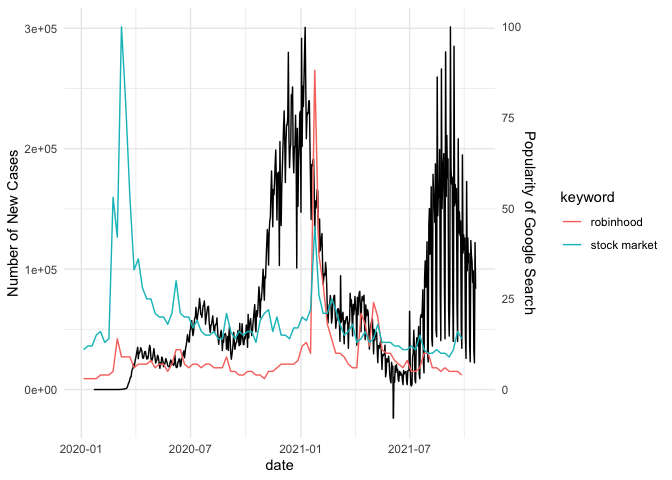 3e+05
2e+05
1e+05
0e+00
Number of New Cases
2020-01
2020-07
2021-01
2021-07
date
100
75
50
25
0
Popularity of Google Search
keyword
robinhood
stock market